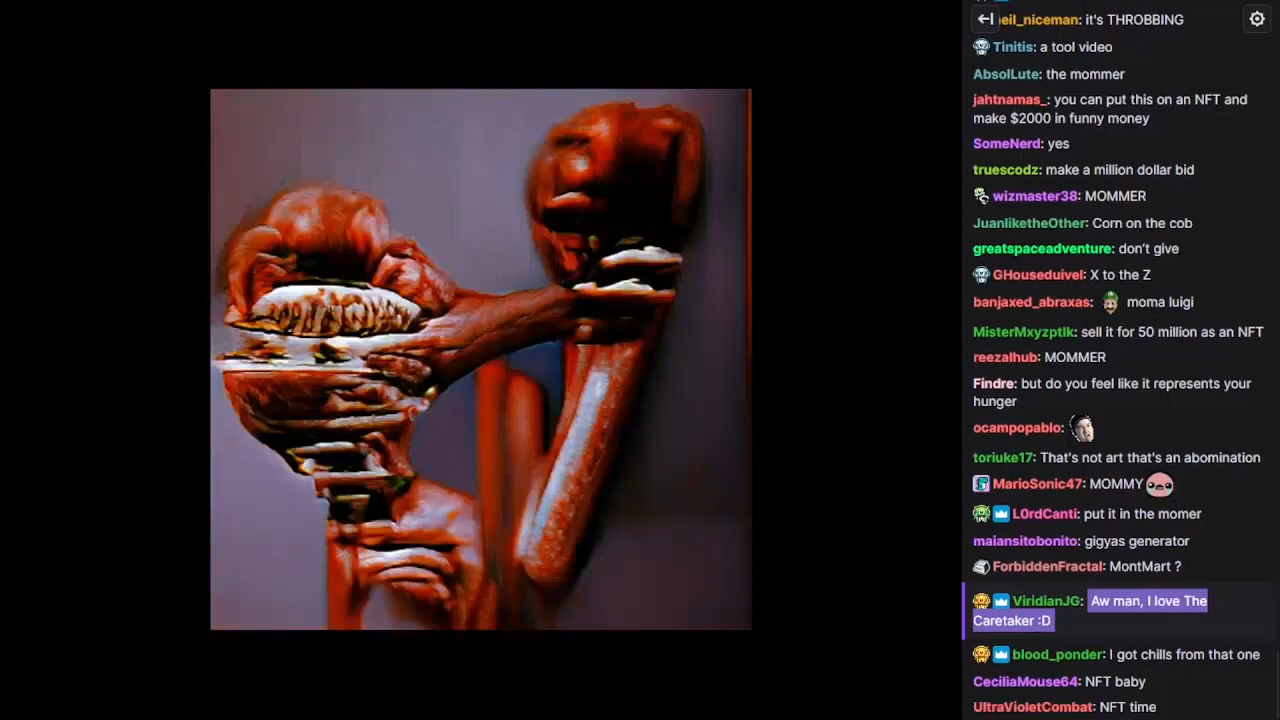 eil_niceman: it's THROBBING
Tinitis: a tool video
AbsolLute: the mommer
jahtnamas_: you can put this on an NFT and
make $2000 in funny money
SomeNerd: yes
truescodz: make a million dollar bid
wizmaster38: MOMMER
JuanliketheOther: Corn on the cob
greatspaceadventure: don't give
GHouseduivel: X to the Z
banjaxed_abraxas: moma luigi
MisterMxyzptlk: sell it for 50 million as an NFT
reezalhub: MOMMER
Findre: but do you feel like it represents your
hunger
ocampopablo:
toriuke17: That's not art that's an abomination
MarioSonic47: MOMMY
L0rdCanti: put it in the momer
maiansitobonito: gigyas generator
ForbiddenFractal: MontMart ?
ViridianJG: Aw man, I love The
Caretaker :D
blood_ponder: I got chills from that one
CeciliaMouse64: NFT baby
UltraVioletCombat: NFT time